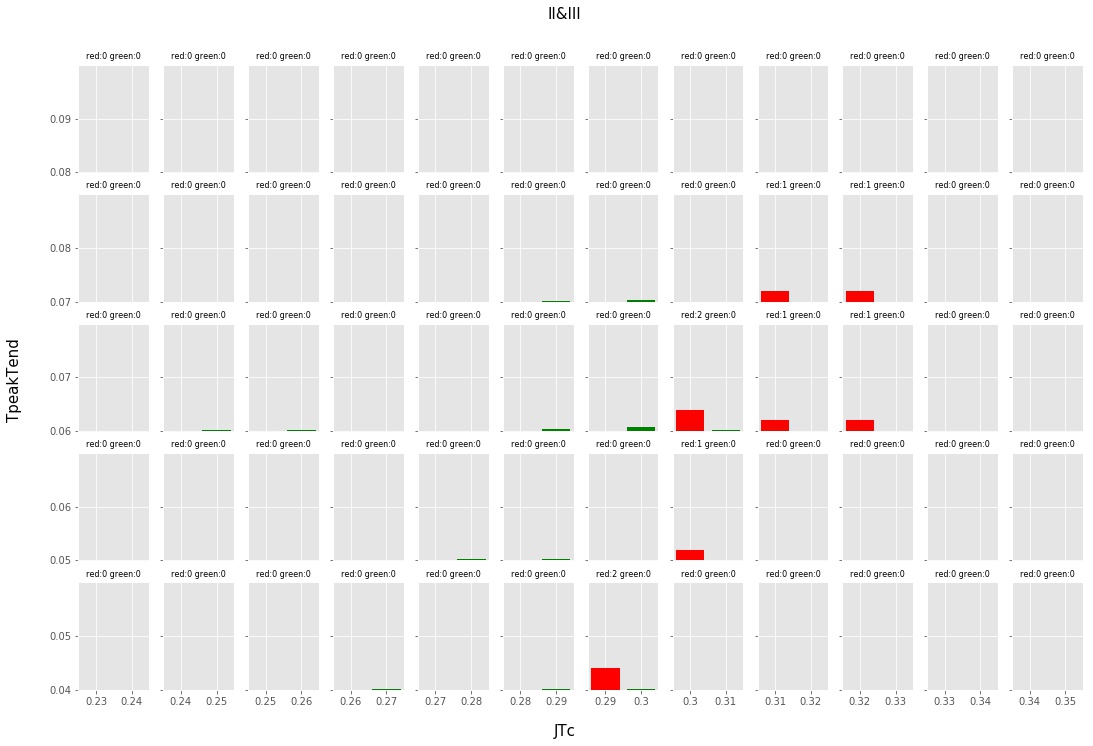 II&III
red:0 green:0 red:0 green:0 red:0 green:0 red:0 green:0 red:0 green:0 red:0 green:0 red:0 green:0 red:0 green:0 red:0 green:0 red:0 green:0 red:0 green:0 red:0 green:0
0.09
0.08
red:0 green:0 red:0 green:0 red:0 green:0 red:0 green:0 red:0 green:0 red:0 green:0 red:0 green:0 red:0 green:0 red:1 green:0 red:1 green:0 red:0 green:0 red:0 green:0
0.08
0.07
red:0 green:0 red:0 green:0 red:0 green:0 red:0 green:0 red:0 green:0 red:0 green:0 red:0 green:0 red:2 green:0 red:1 green:0 red:1 green:0 red:0 green:0 red:0 green:0
TpeakTend
0.07
0.06
red:0 green:0 red:0 green:0 red:0 green:0 red:0 green:0 red:0 green:0 red:0 green:0 red:0 green:0 red:1 green:0 red:0 green:0 red:0 green:0 red:0 green:0 red:0 green:0
0.06
0.05
red:0 green:0 red:0 green:0 red:0 green:0 red:0 green:0 red:0 green:0 red:0 green:0 red:2 green:0 red:0 green:0 red:0 green:0 red:0 green:0 red:0 green:0 red:0 green:0
0.05
0.04
0.23 0.24 0.24 0.25 0.25 0.26 0.26 0.27 0.27 0.28 0.28 0.29 0.29 0.3 0.3 0.31 0.31 0.32 0.32 0.33 0.33 0.34 0.34 0.35
JTc